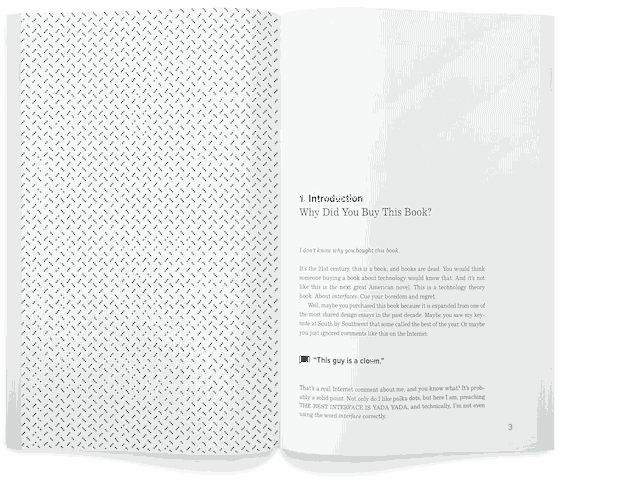 1. Introduction
Why Did You Buy This Book?
I don't know why you bought this book.
It's the 21st century, this is a book, and books are dead. You would think
someone buying a book about technology would know that. And it's not
like this is the next great American novel. This is a technology theory
book. About interfaces. Cue your boredom and regret.
Well, maybe you purchased this book because it is expanded from one of
the most shared design essays in the past decade. Maybe you saw my key-
note at South by Southwest that some called the best of the year. Or maybe
you just ignored comments like this on the Internet:
"This guy is a clown."
That's a real Internet comment about me, and you know what? It's prob-
ably a solid point. Not only do I like polka dots, but here I am, preaching
THE BEST INTERFACE IS YADA YADA, and technically, I'm not even
using the word interface correctly.
3